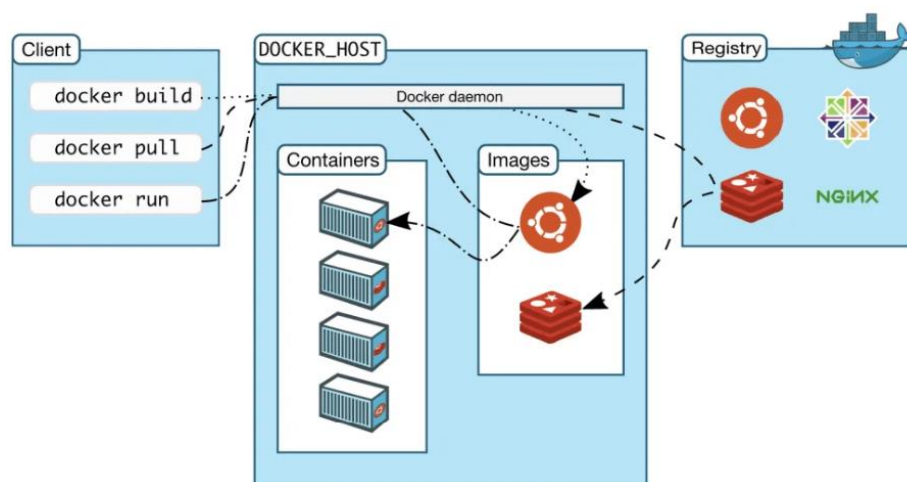 Client
docker build
docker pull
docker run
DOCKER_HOST
Docker daemon
Containers
Images
Registry
NGiNX